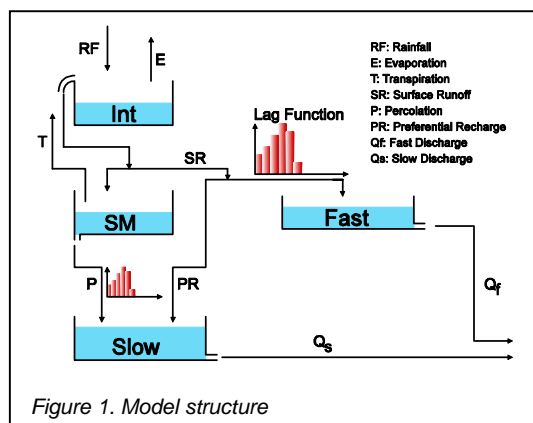 RF
E
Int
T
SR
Lag Function
RF: Rainfall
E: Evaporation
T: Transpiration
SR: Surface Runoff
P: Percolation
PR: Preferential Recharge
Qf: Fast Discharge
Qs: Slow Discharge
SM
Fast
P
PR
Qf
Slow
Qs
Figure 1. Model structure